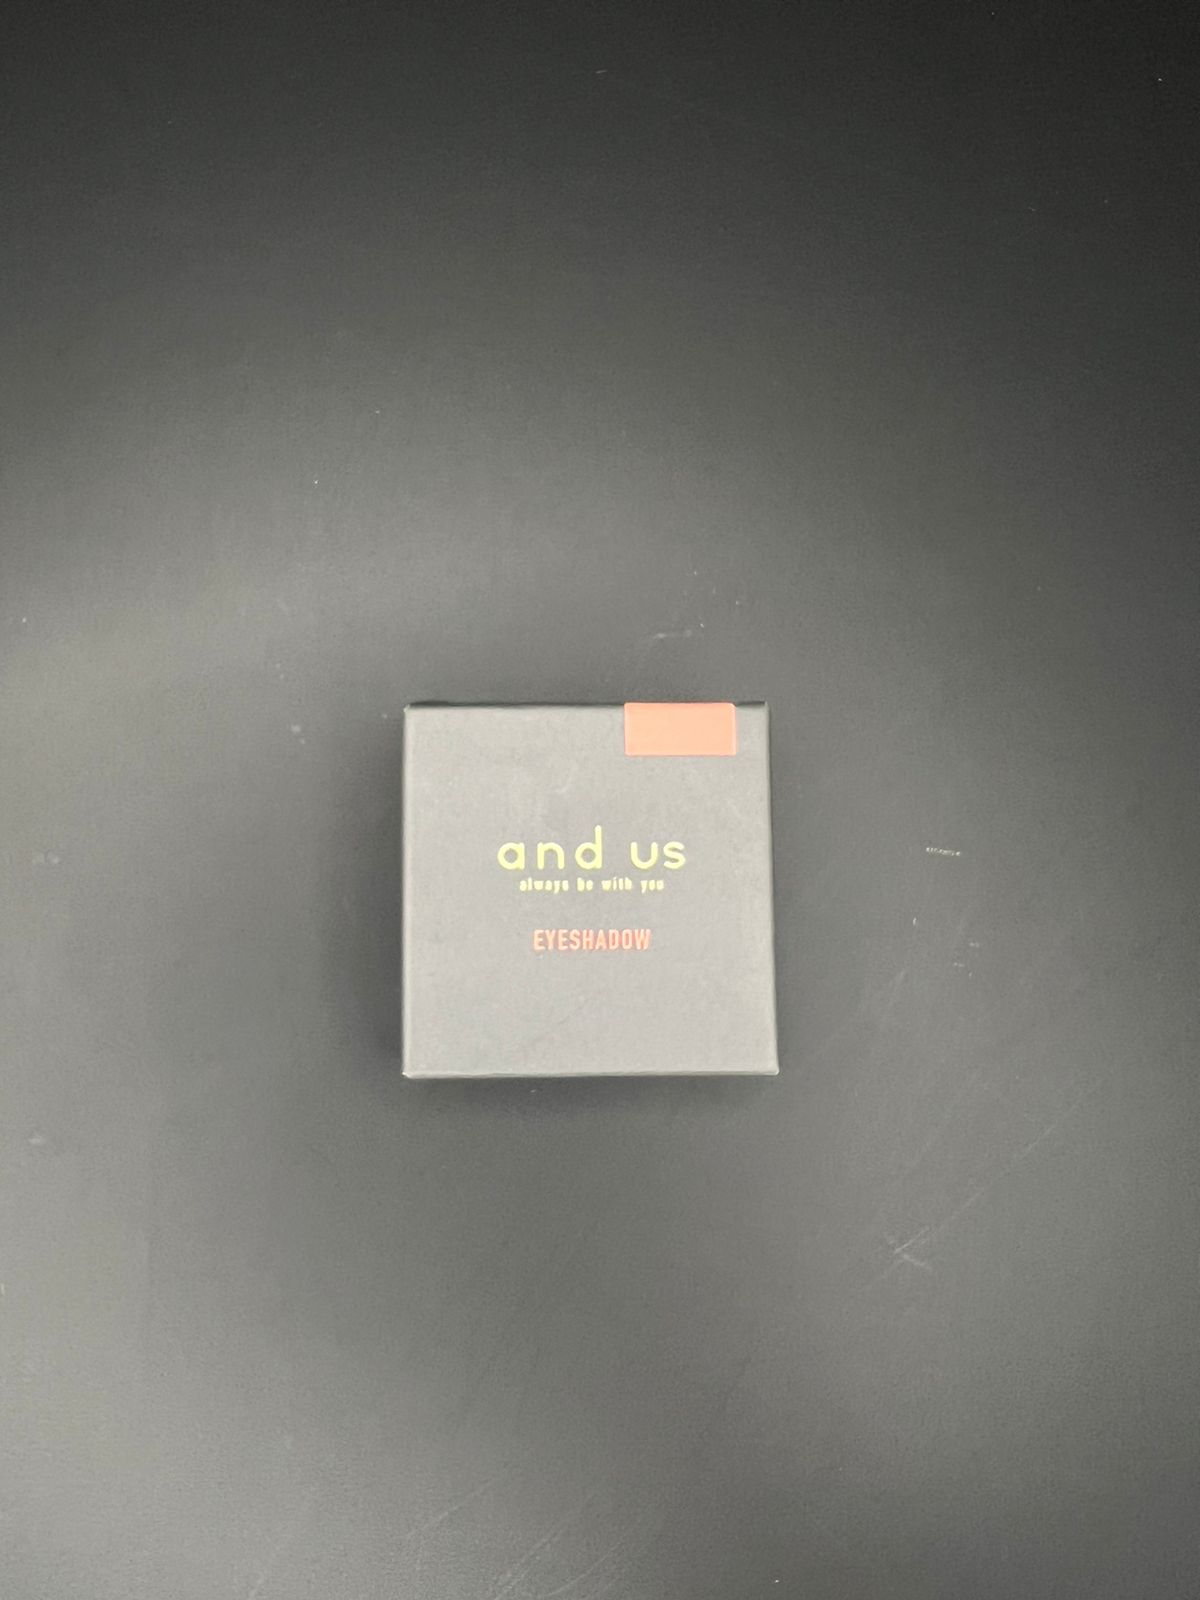 and us
always be with you
EYESHADOW